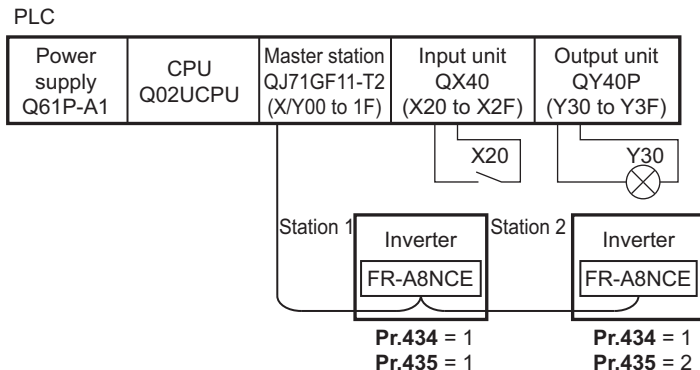 PLC
Power
supply
Q61P-A1
CPU
Q02UCPU
Master station
QJ71GF11-T2
(X/Y00 to 1F)
Input unit
QX40
(X20 to X2F)
Output unit
QY40P
(Y30 to Y3F)
X20
Y30
Station 1
Inverter
FR-A8NCE
Pr.434 = 1
Pr.435 = 1
Station 2
Inverter
FR-A8NCE
Pr.434 = 1
Pr.435 = 2